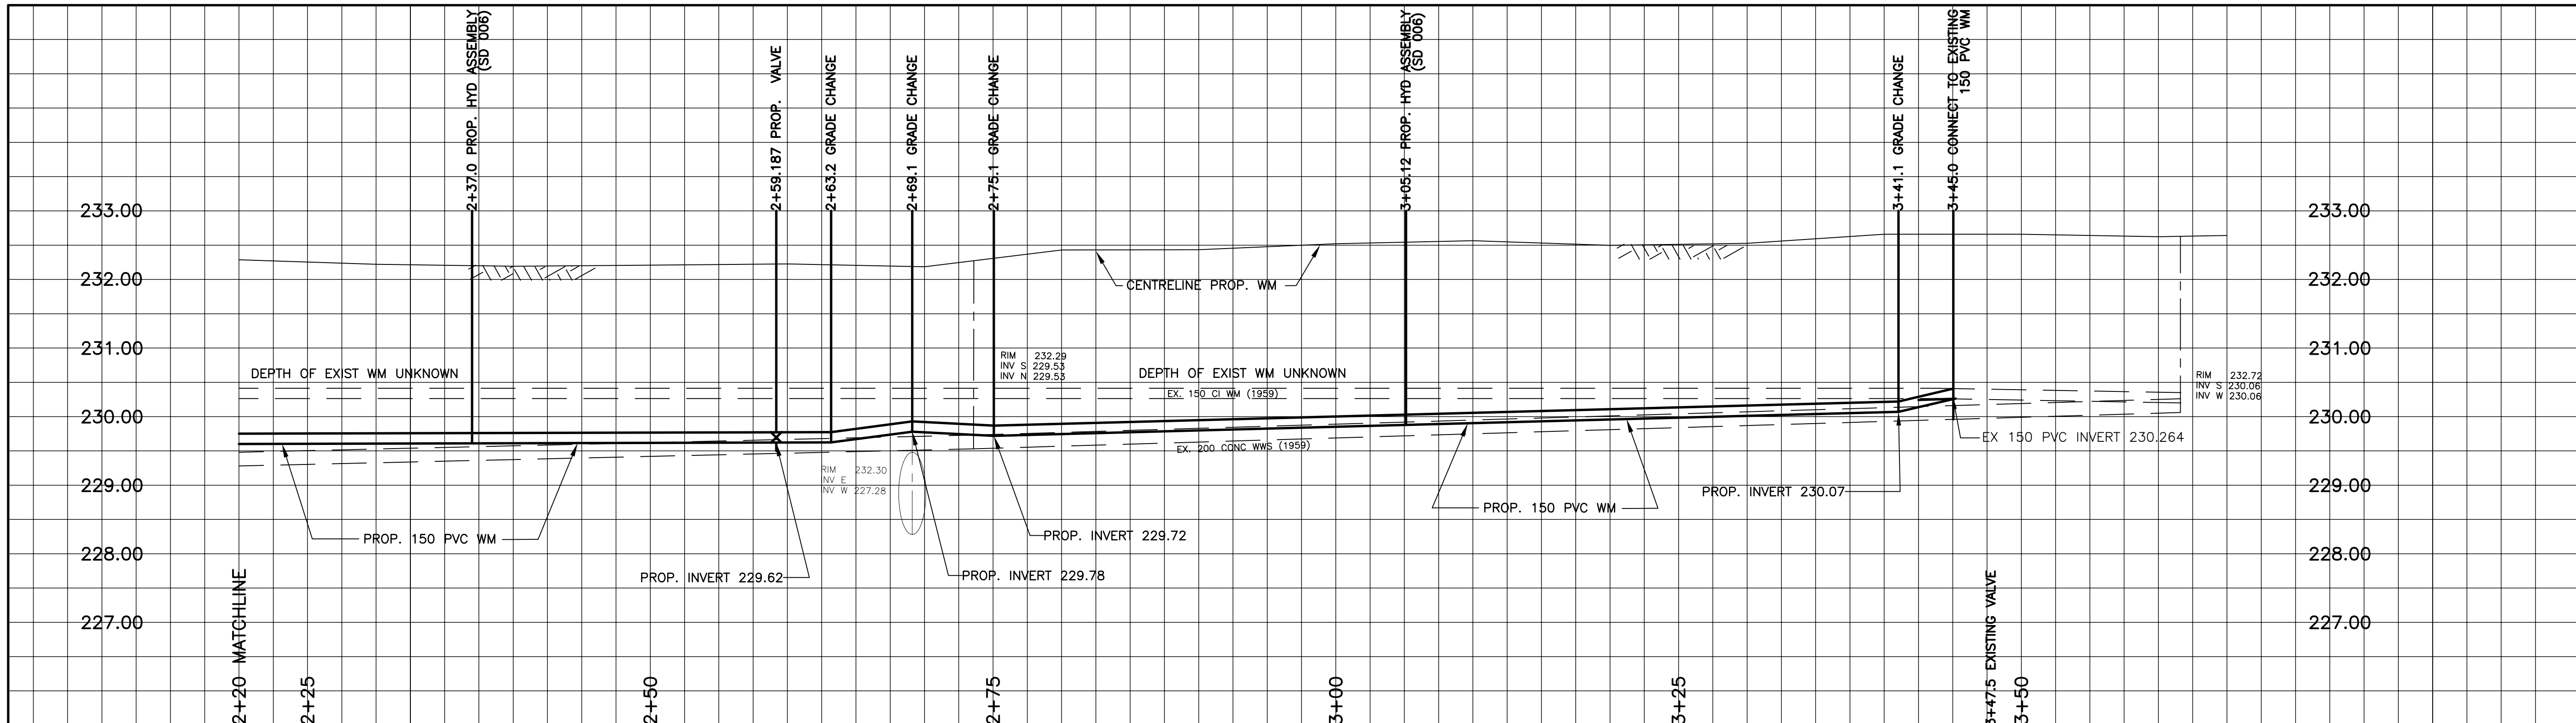 2+37.0 PROP. HYD ASSEMBLY
(SD 006)
2+59.187 PROP. VALVE
2+63.2 GRADE CHANGE
2+69.1 GRADE CHANGE
2+75.1 GRADE CHANGE
3+05.12 PROP. HYD ASSEMBLY
(SD 006)
3+41.1 GRADE CHANGE
3+45.0 CONNECT TO EXISTING
150 PVC WM
233.00
233.00
232.00
CENTRELINE PROP. WM
232.00
231.00
231.00
RIM 232.29
INV S 229.53
INV N 229.53
DEPTH OF EXIST WM UNKNOWN
DEPTH OF EXIST WM UNKNOWN
RIM 232.72
INV S 230.06
INV W 230.06
EX. 150 CI WM (1959)
230.00
230.00
EX 150 PVC INVERT 230.264
EX. 200 CONC WWS (1959)
RIM 232.30
INV E
INV W 227.28
229.00
PROP. INVERT 230.07
229.00
PROP. 150 PVC WM
PROP. 150 PVC WM
PROP. INVERT 229.72
228.00
228.00
PROP. INVERT 229.62
PROP. INVERT 229.78
227.00
227.00
2+20 MATCHLINE
2+25
2+50
2+75
3+00
3+25
3+47.5 EXISTING VALVE
3+50